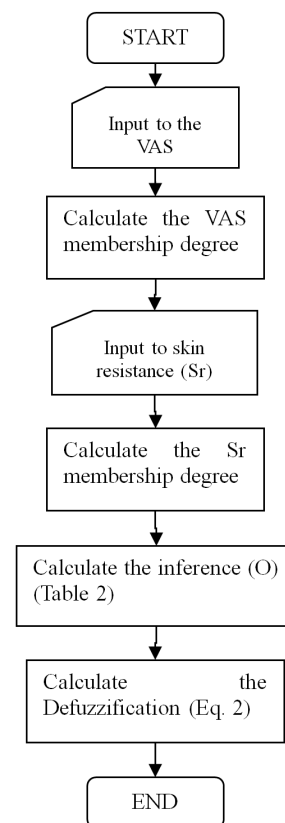 START
Input to the
VAS
Calculate the VAS
membership degree
Input to skin
resistance (Sr)
Calculate the Sr
membership degree
Calculate the inference (O)
(Table 2)
Calculate the
Defuzzification (Eq. 2)
END